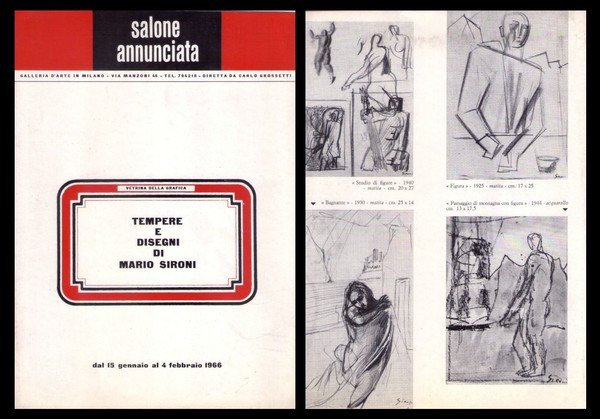 salone
annunciata
GALLERIA D'ARTE IN MILANO - VIA MANZONI 46 - TEL. 796218 - DIRETTA DA CARLO GROSSETTI
VETRINA DELLA GRAFICA
TEMPERE
E
DISEGNI
DI
MARIO SIRONI
dal 15 gennaio al 4 febbraio 1966
« Studio di figure » - 1940
- matita - cm. 20 x 27
« Figura » - 1925 - matita - cm. 17 x 25
« Bagnante » - 1930 - matita - cm. 25 x 14
« Paesaggio di montagna con figura » - 1944 - acquarello
cm. 13 x 17,5